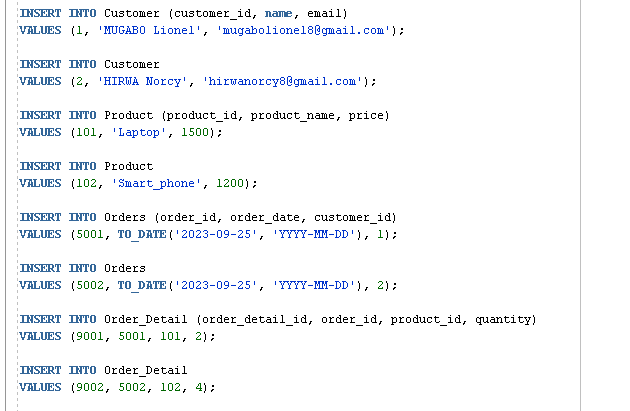 INSERT INTO Customer (customer_id, name, email)
VALUES (1, 'MUGABO Lionel', 'mugabolionel8@gmail.com');
INSERT INTO Customer
VALUES (2, 'HIRWA Norcy', 'hirwanorcy8@gmail.com');
INSERT INTO Product (product_id, product_name, price)
VALUES (101, 'Laptop', 1500);
INSERT INTO Product
VALUES (102, 'Smart_phone', 1200);
INSERT INTO Orders (order_id, order_date, customer_id)
VALUES (5001, TO_DATE('2023-09-25', 'YYYY-MM-DD'), 1);
INSERT INTO Orders
VALUES (5002, TO_DATE('2023-09-25', 'YYYY-MM-DD'), 2);
INSERT INTO Order_Detail (order_detail_id, order_id, product_id, quantity)
VALUES (9001, 5001, 101, 2);
INSERT INTO Order_Detail
VALUES (9002, 5002, 102, 4);